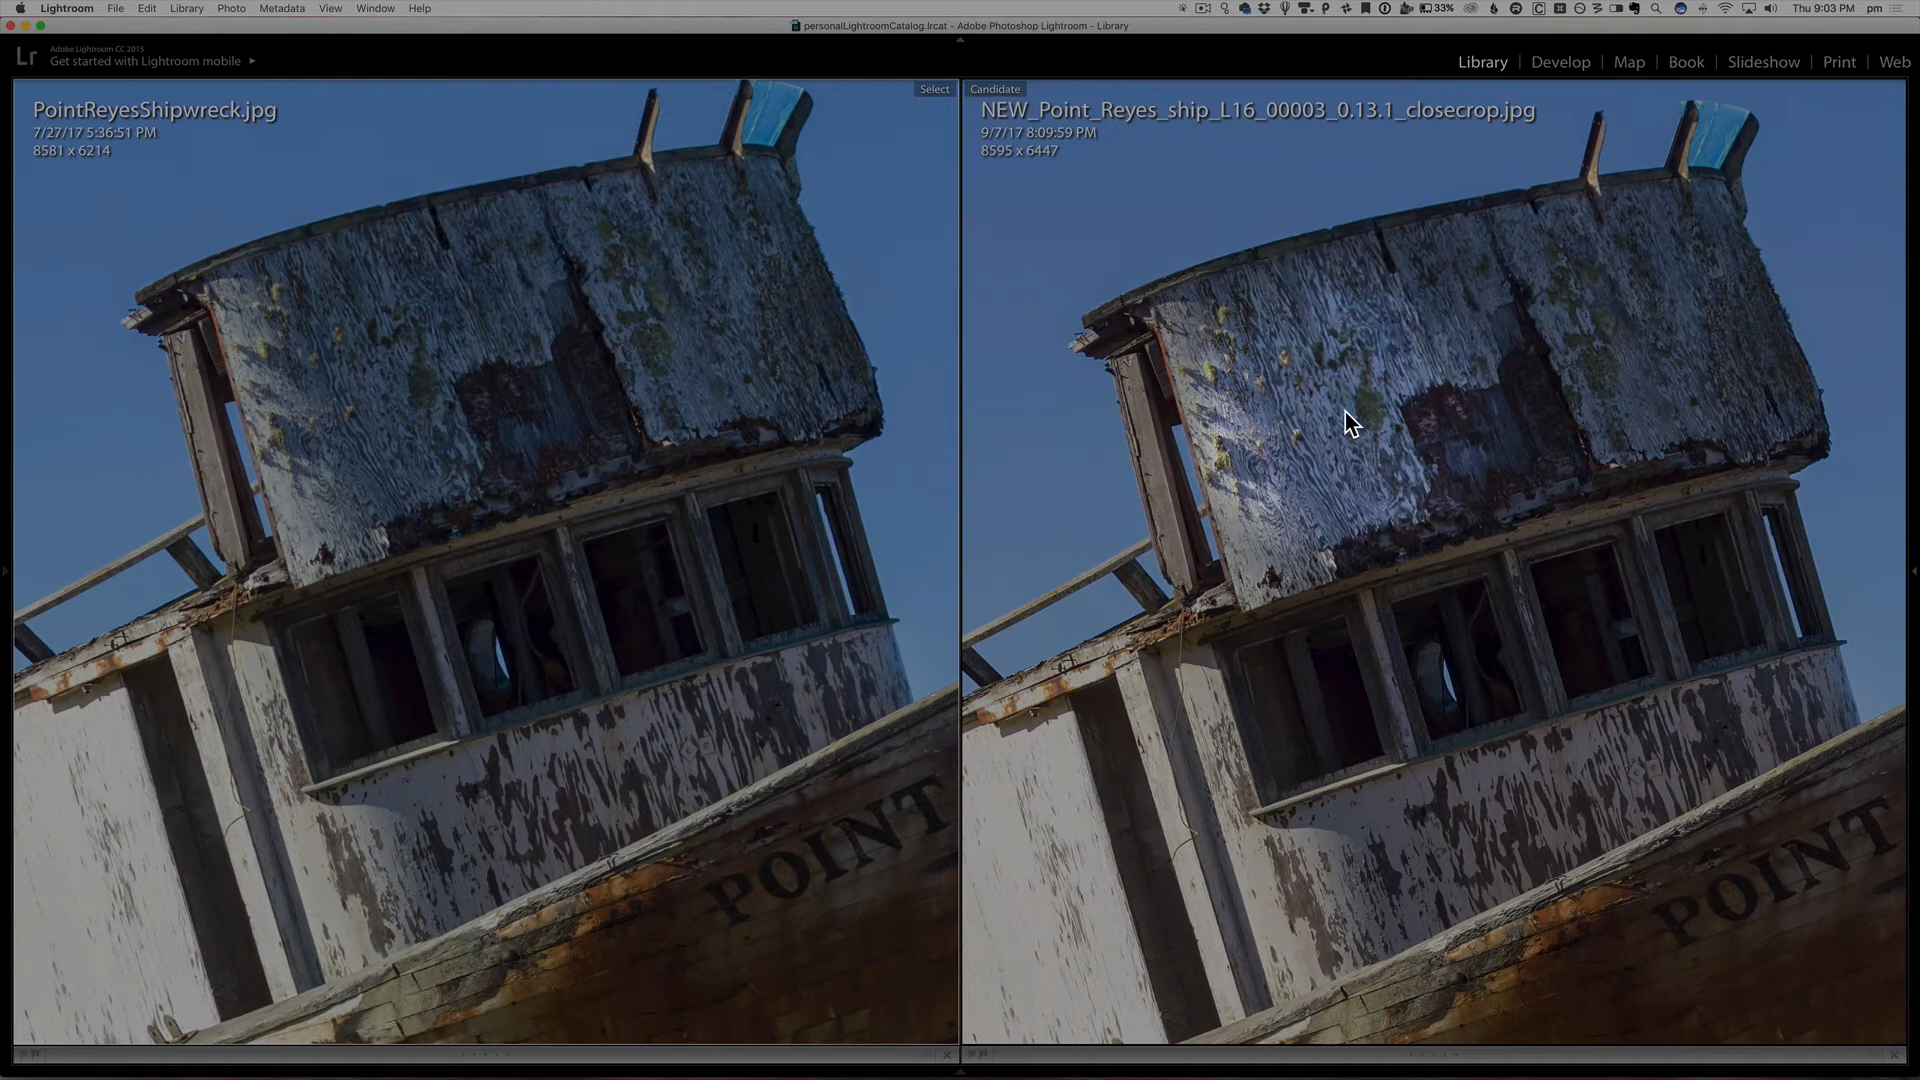 Lightroom File Edit Library Photo Metadata View Window Help 33% Thu 9:03 PM pm
personalLightroomCatalog.lrcat - Adobe Photoshop Lightroom - Library
Lr
Adobe Lightroom CC 2015
Get started with Lightroom mobile
Library | Develop | Map | Book | Slideshow | Print | Web
Select
PointReyesShipwreck.jpg
7/27/17 5:36:51 PM
8581 x 6214
POINT
Candidate
NEW_Point_Reyes_ship_L16_00003_0.13.1_closecrop.jpg
9/7/17 8:09:59 PM
8595 x 6447
POINT